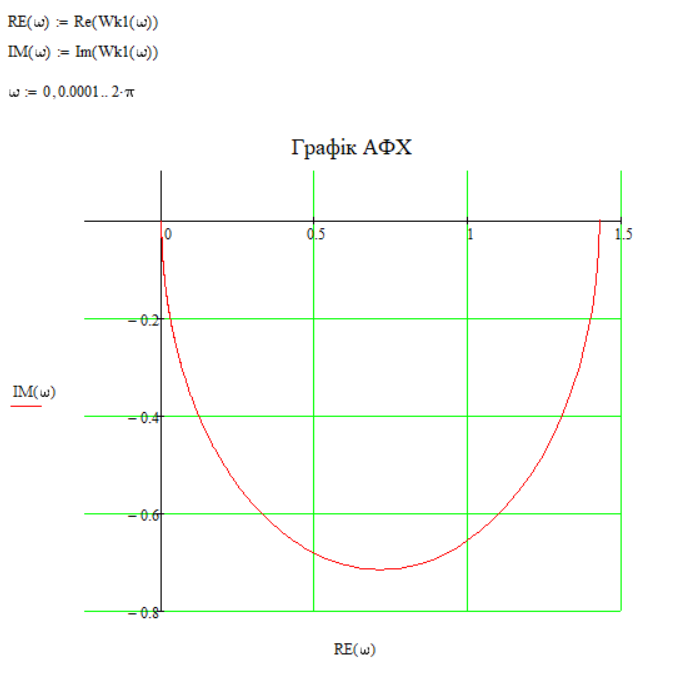 RE(ω) := Re(Wk1(ω))
IM(ω) := Im(Wk1(ω))
ω := 0, 0.0001.. 2·π
Графік АФХ
0 0.5 1 1.5
− 0.2
IM(ω)
− 0.4
− 0.6
− 0.8
RE(ω)